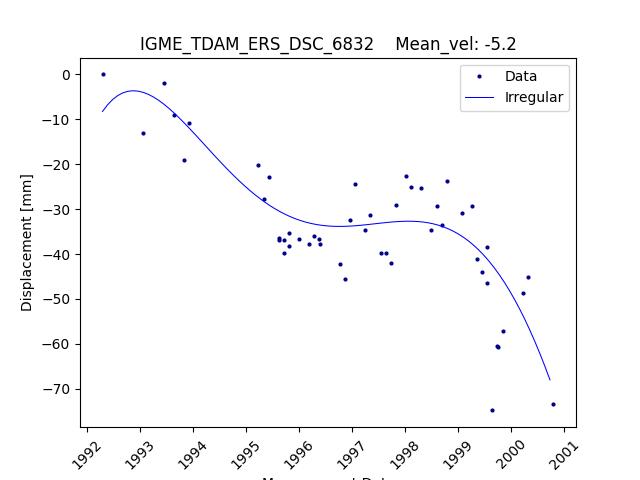 IGME_TDAM_ERS_DSC_6832    Mean_vel: -5.2
Data
Irregular
Displacement [mm]
0
−10
−20
−30
−40
−50
−60
−70
1992 1993 1994 1995 1996 1997 1998 1999 2000 2001